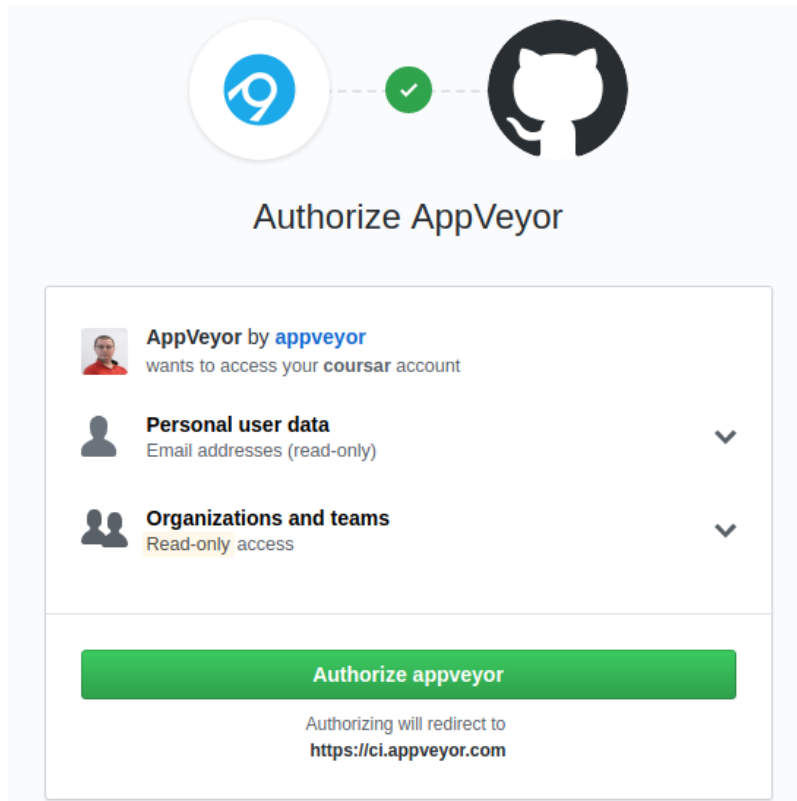 Authorize AppVeyor
AppVeyor by appveyor
wants to access your coursar account
Personal user data
Email addresses (read-only)
Organizations and teams
Read-only access
Authorize appveyor
Authorizing will redirect to
https://ci.appveyor.com